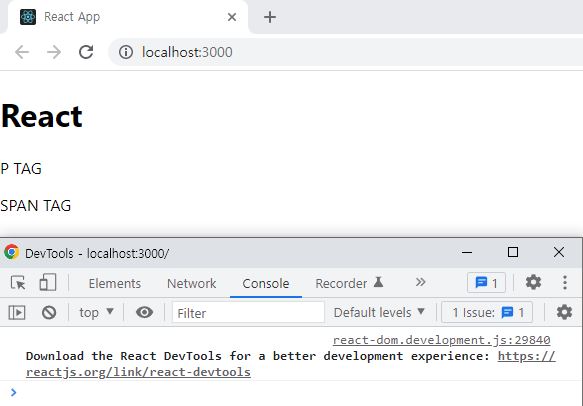 React App
localhost:3000
React
P TAG
SPAN TAG
DevTools - localhost:3000/
Elements Network Console Recorder 1
top Filter Default levels 1 Issue: 1
react-dom.development.js:29840
Download the React DevTools for a better development experience: https://
reactjs.org/link/react-devtools